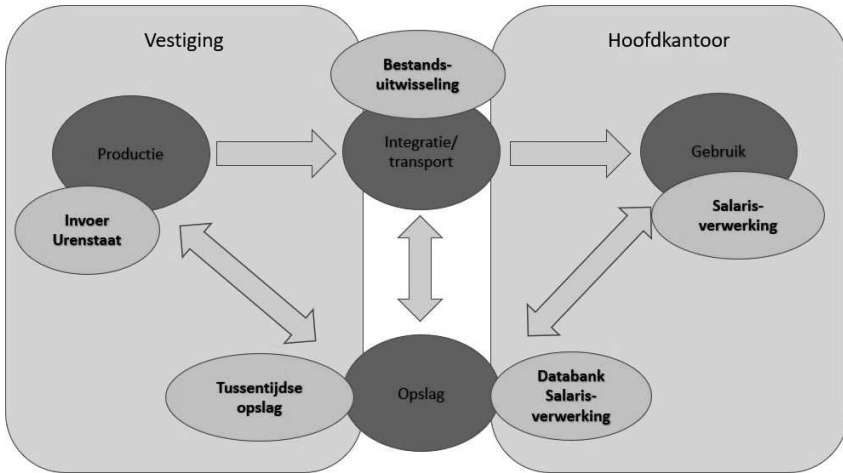 Vestiging
Hoofdkantoor
Bestands-
uitwisseling
Productie
Integratie/
transport
Gebruik
Invoer
Urenstaat
Salaris-
verwerking
Tussentijdse
opslag
Opslag
Databank
Salaris-
verwerking